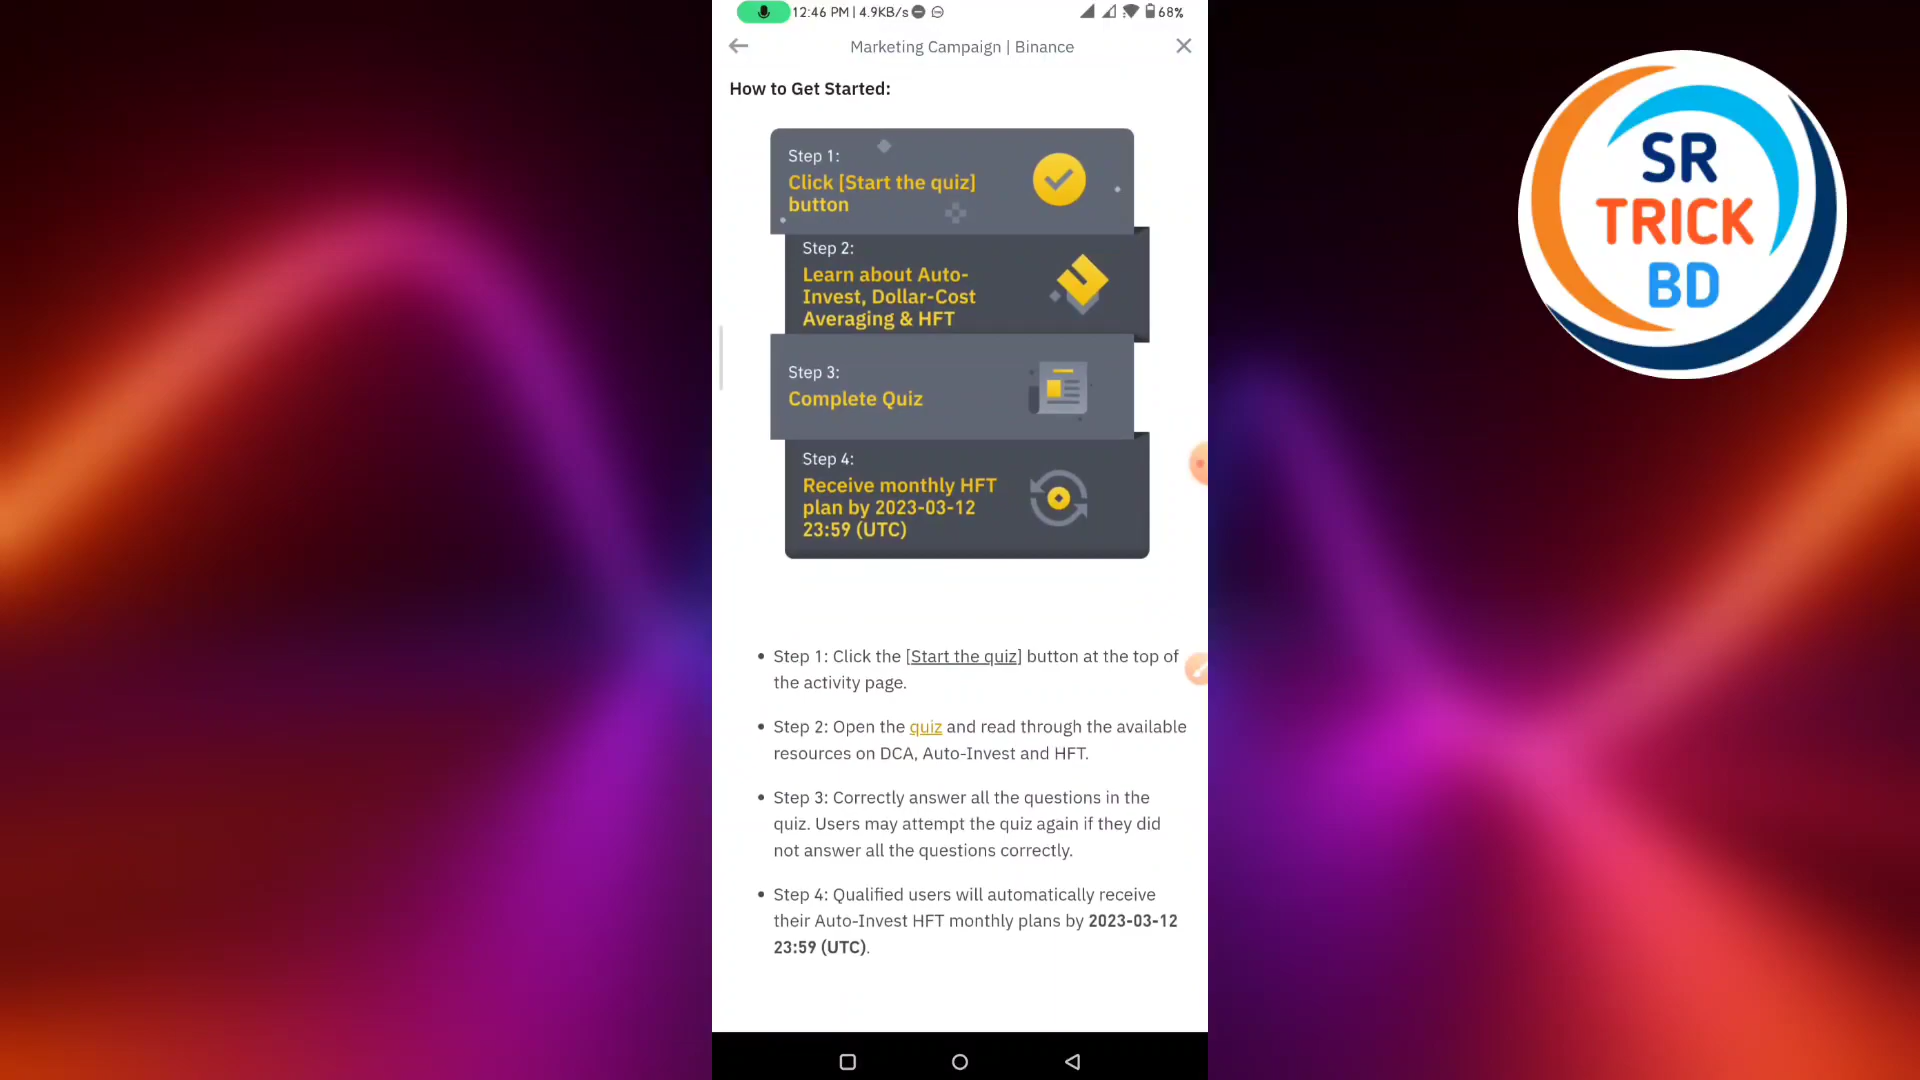 12:46 PM | 4.9KB/s
68%
Marketing Campaign | Binance
How to Get Started:
Step 1:
Click [Start the quiz]
button
Step 2:
Learn about Auto-
Invest, Dollar-Cost
Averaging & HFT
Step 3:
Complete Quiz
Step 4:
Receive monthly HFT
plan by 2023-03-12
23:59 (UTC)
• Step 1: Click the [Start the quiz] button at the top of
the activity page.
• Step 2: Open the quiz and read through the available
resources on DCA, Auto-Invest and HFT.
• Step 3: Correctly answer all the questions in the
quiz. Users may attempt the quiz again if they did
not answer all the questions correctly.
• Step 4: Qualified users will automatically receive
their Auto-Invest HFT monthly plans by 2023-03-12
23:59 (UTC).
SR
TRICK
BD